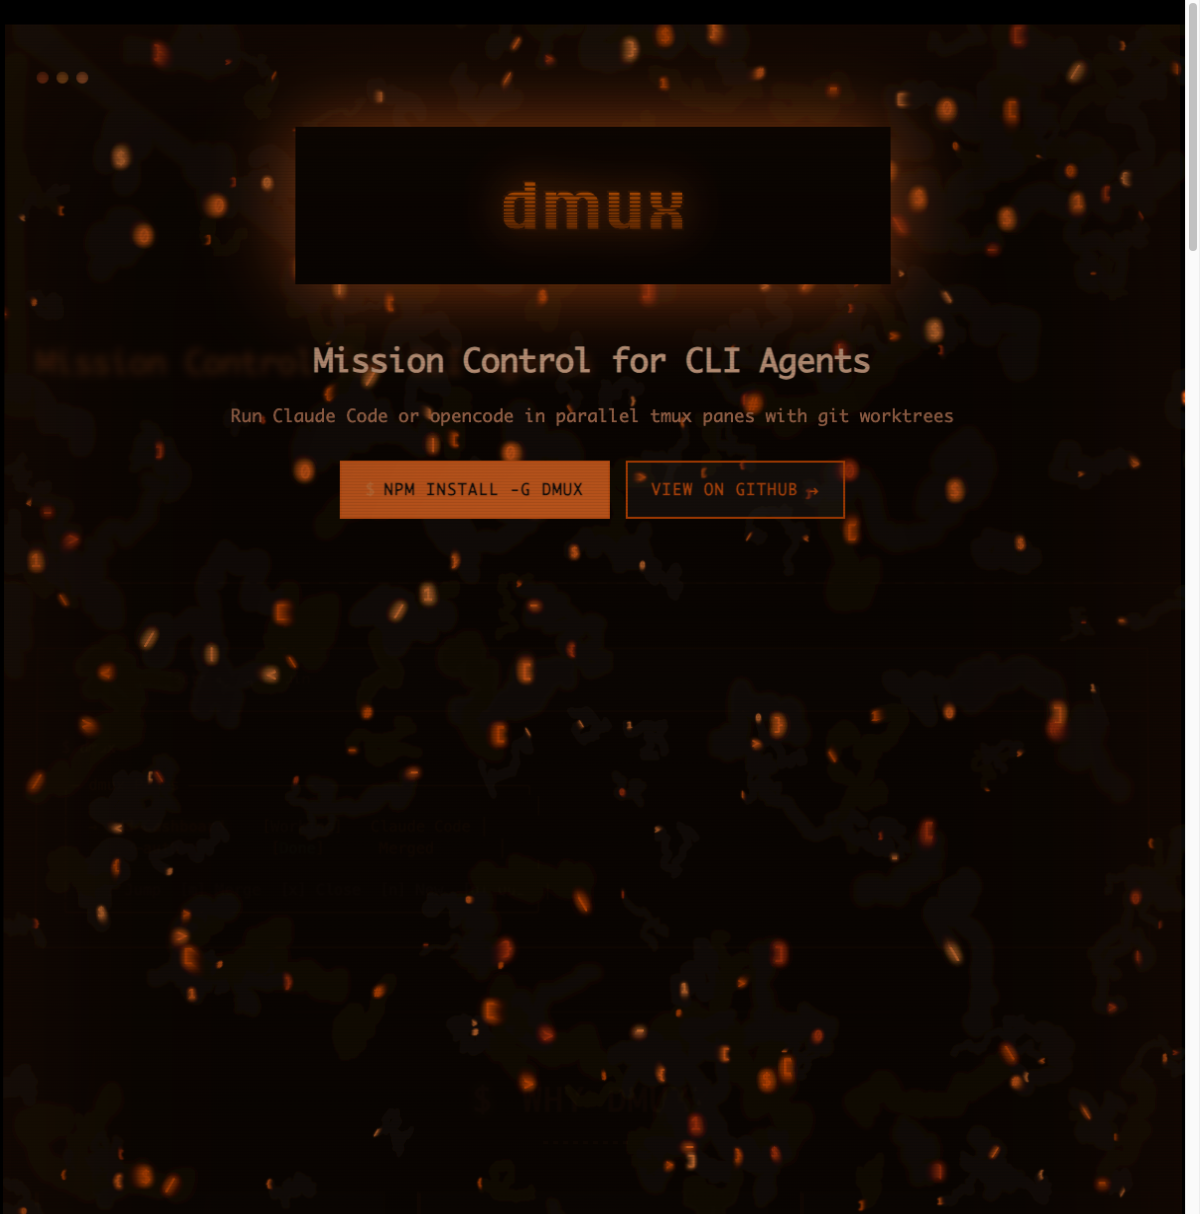 dmux
Mission Control for CLI Agents
Run Claude Code or opencode in parallel tmux panes with git worktrees
$ NPM INSTALL -G DMUX
VIEW ON GITHUB →
$ WHY DMUX